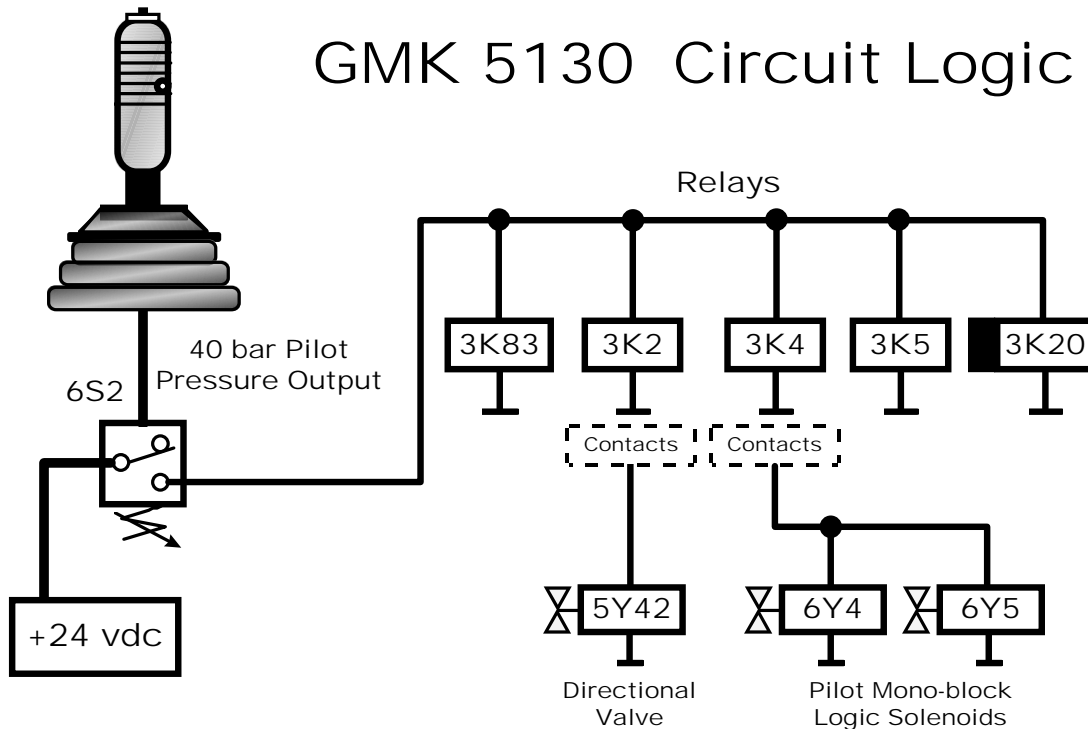 GMK 5130 Circuit Logic
Relays
3K83
3K2
3K4
3K5
3K20
40 bar Pilot
Pressure Output
6S2
Contacts
Contacts
+24 vdc
5Y42
6Y4
6Y5
Directional
Valve
Pilot Mono-block
Logic Solenoids